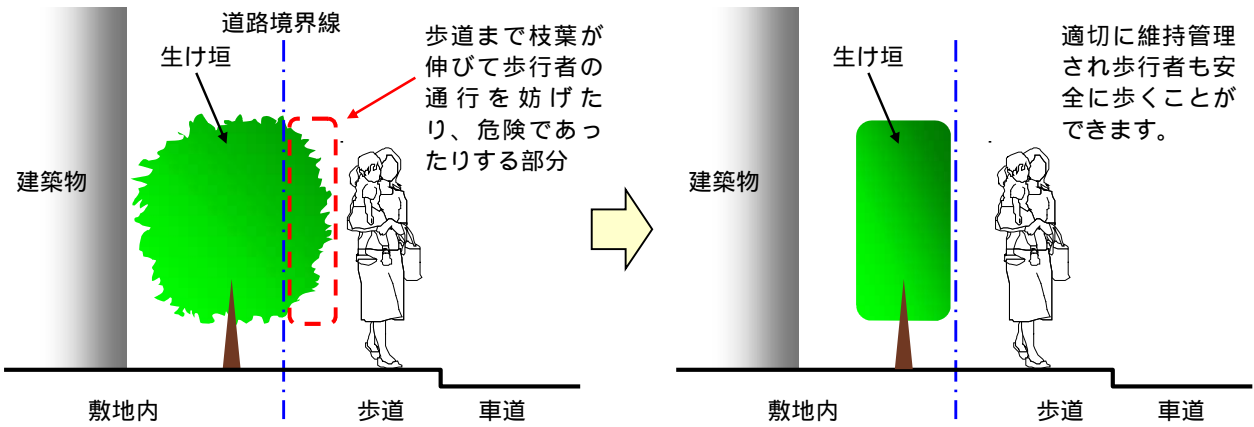 道路境界線
生け垣
歩道まで枝葉が
伸びて歩行者の
通行を妨げた
り、危険であっ
たりする部分
建築物
敷地内
歩道
車道
生け垣
適切に維持管理
され歩行者も安
全に歩くことが
できます。
建築物
敷地内
歩道
車道